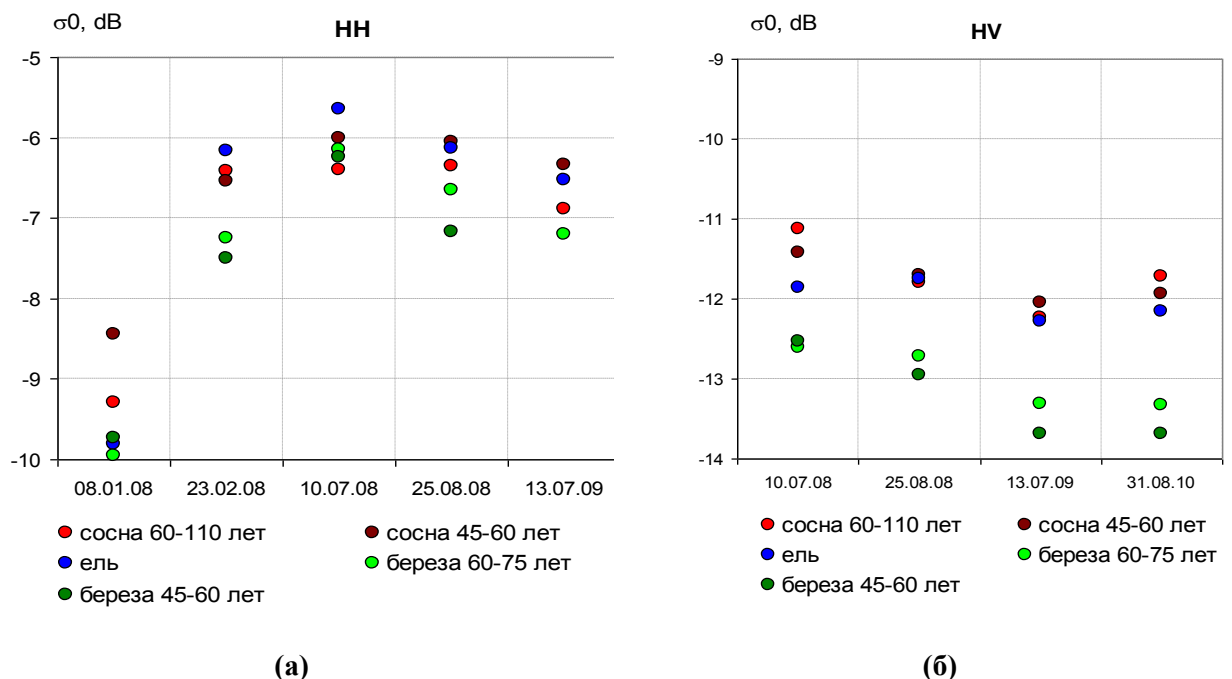 σ0, dB
HH
-5
-6
-7
-8
-9
-10
08.01.08 23.02.08 10.07.08 25.08.08 13.07.09
сосна 60-110 лет сосна 45-60 лет
ель береза 60-75 лет
береза 45-60 лет
(а)
σ0, dB
HV
-9
-10
-11
-12
-13
-14
10.07.08 25.08.08 13.07.09 31.08.10
сосна 60-110 лет сосна 45-60 лет
ель береза 60-75 лет
береза 45-60 лет
(б)